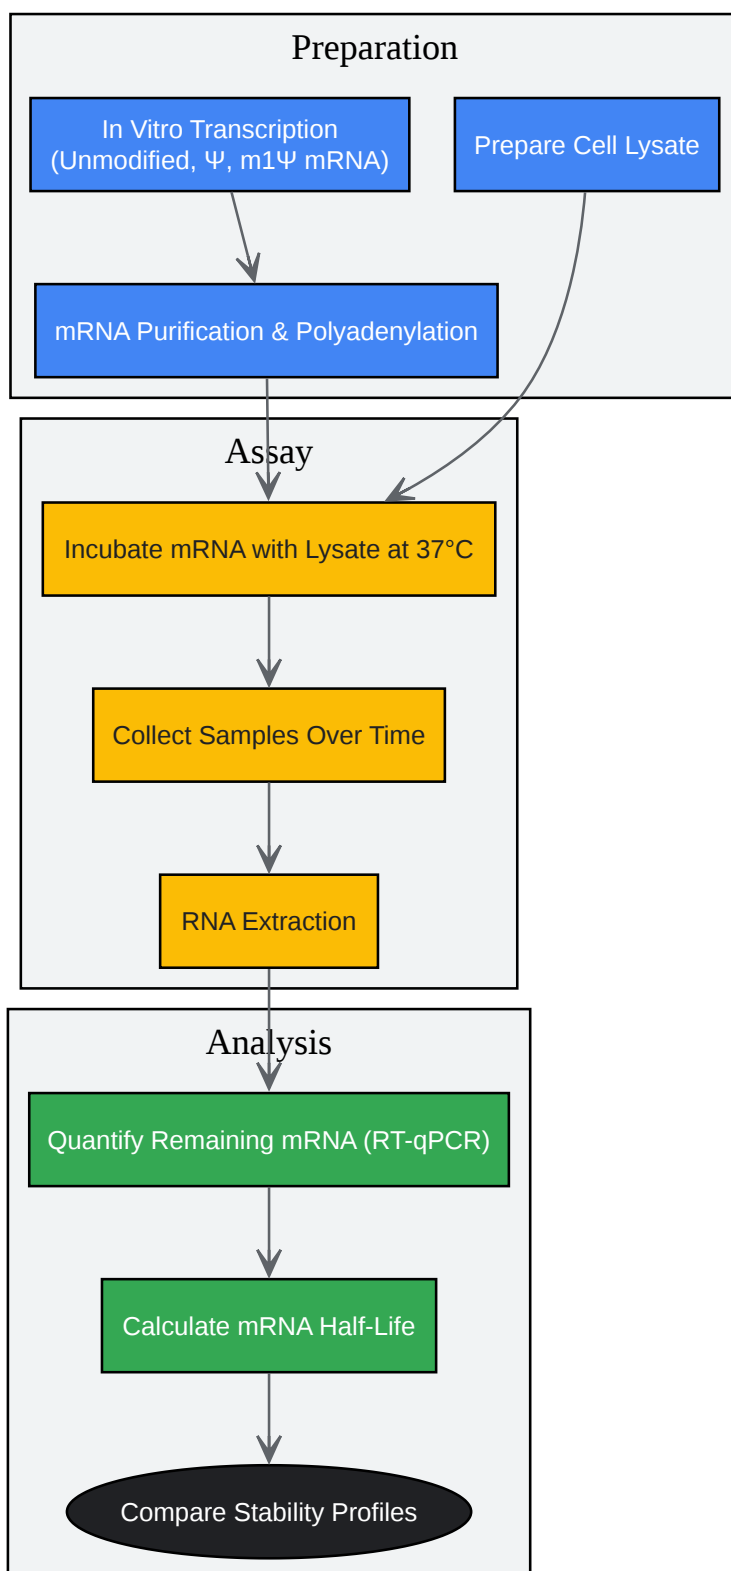 Preparation
In Vitro Transcription
(Unmodified, Ψ, m1Ψ mRNA)
Prepare Cell Lysate
mRNA Purification & Polyadenylation
Assay
Incubate mRNA with Lysate at 37°C
Collect Samples Over Time
RNA Extraction
Analysis
Quantify Remaining mRNA (RT-qPCR)
Calculate mRNA Half-Life
Compare Stability Profiles